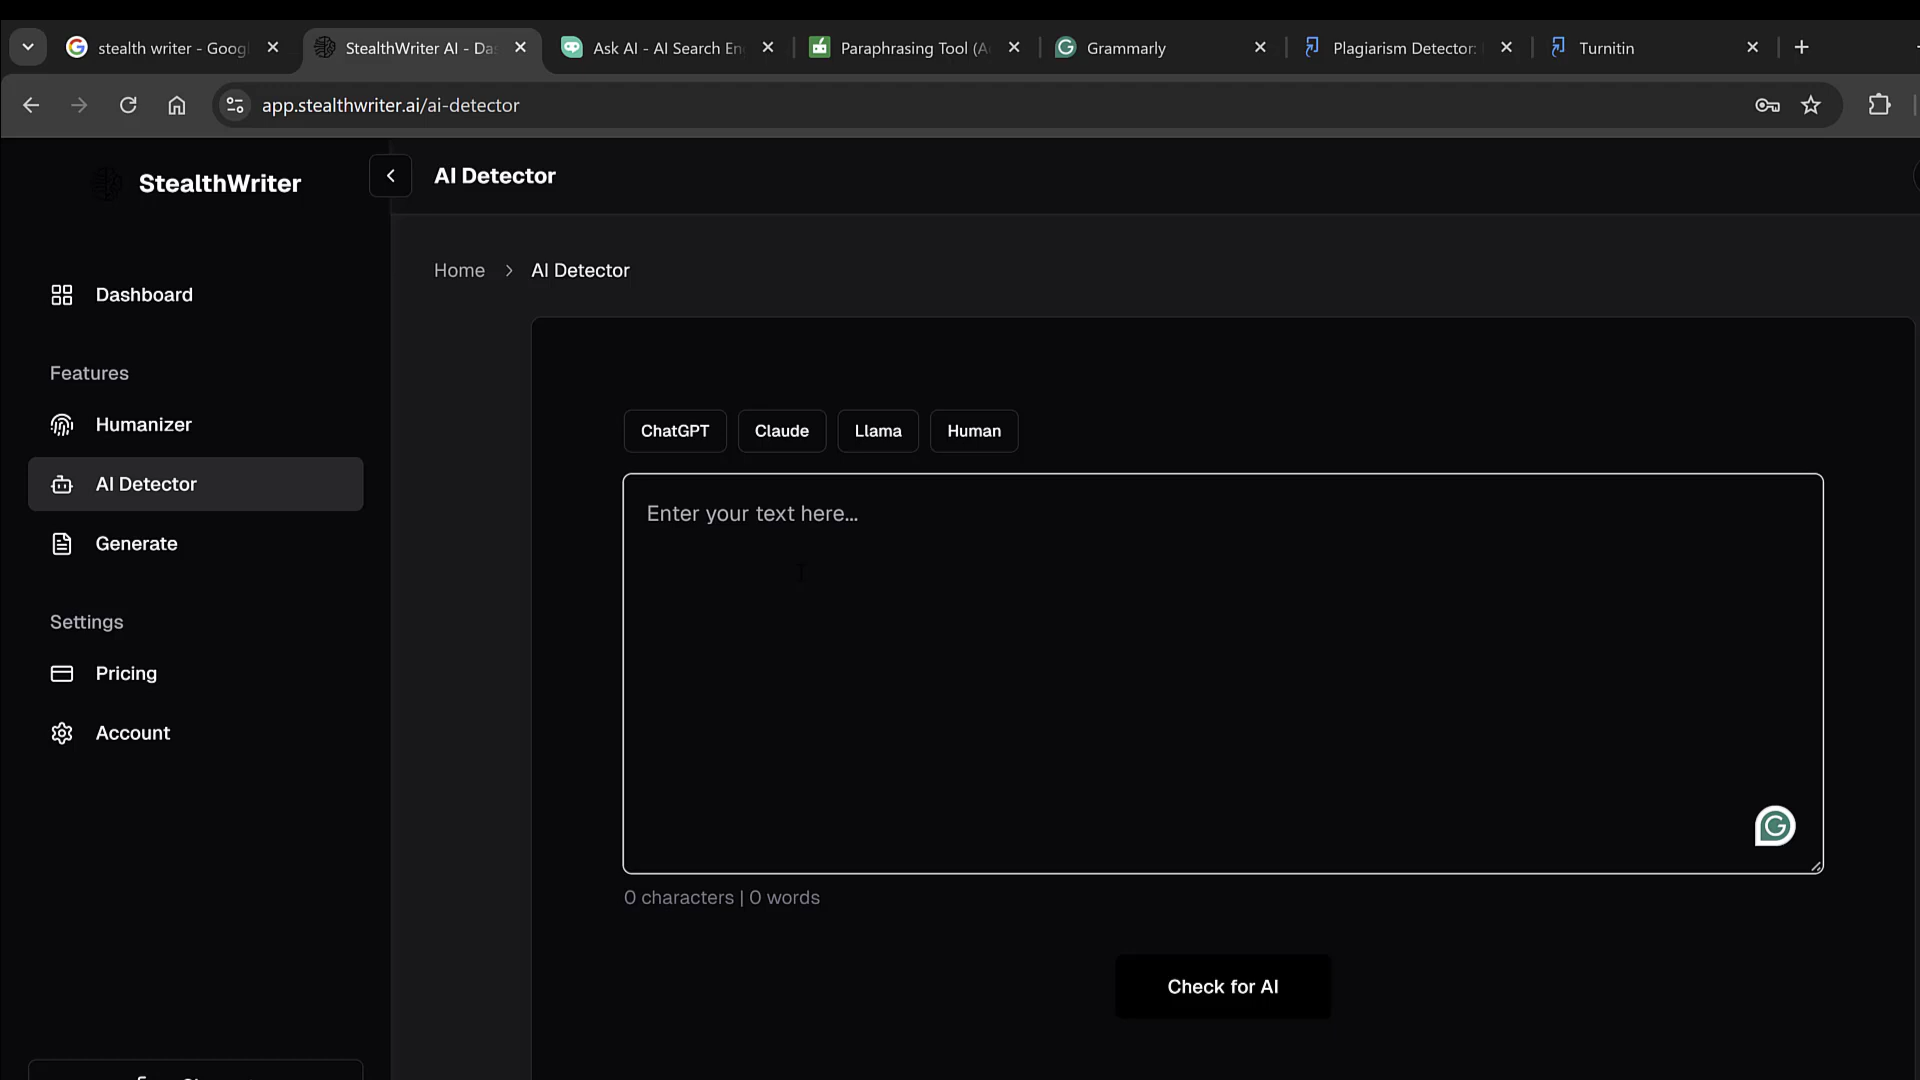 stealth writer - Goog
StealthWriter AI - Das
Ask AI - AI Search En
Paraphrasing Tool (A
Grammarly
Plagiarism Detector:
Turnitin
app.stealthwriter.ai/ai-detector
StealthWriter
AI Detector
Home > AI Detector
Dashboard
Features
Humanizer
AI Detector
Generate
Settings
Pricing
Account
ChatGPT
Claude
Llama
Human
Enter your text here...
0 characters | 0 words
Check for AI